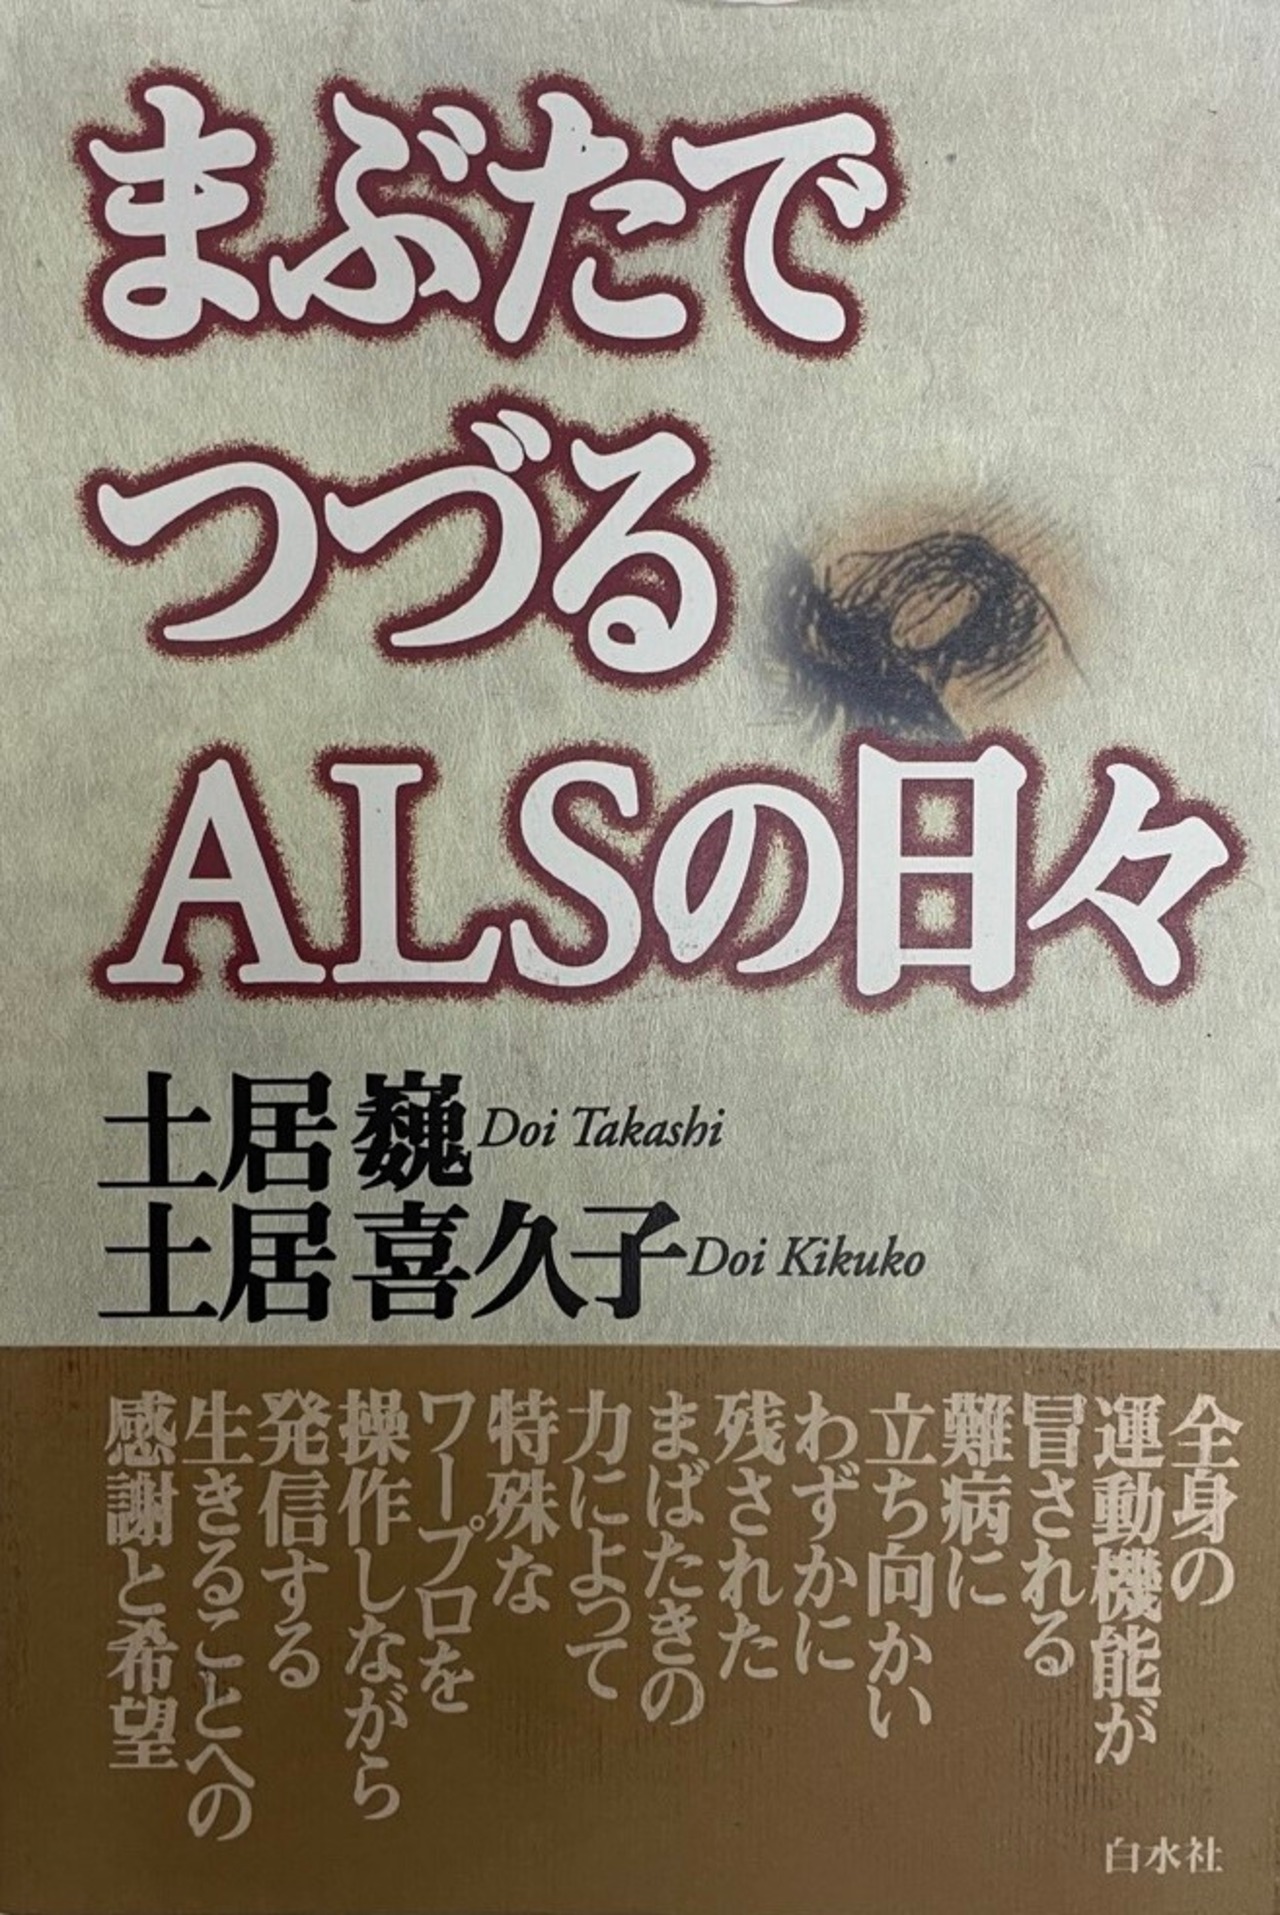 まぶたで
つづる
ALSの日々
土居 巍 Doi Takashi
土居 喜久子 Doi Kikuko
全身の
運動機能が
冒される
難病に
立ち向かい
わずかに
残された
まばたきの
力によって
特殊な
ワープロを
操作しながら
発信する
生きることへの
感謝と希望
白水社